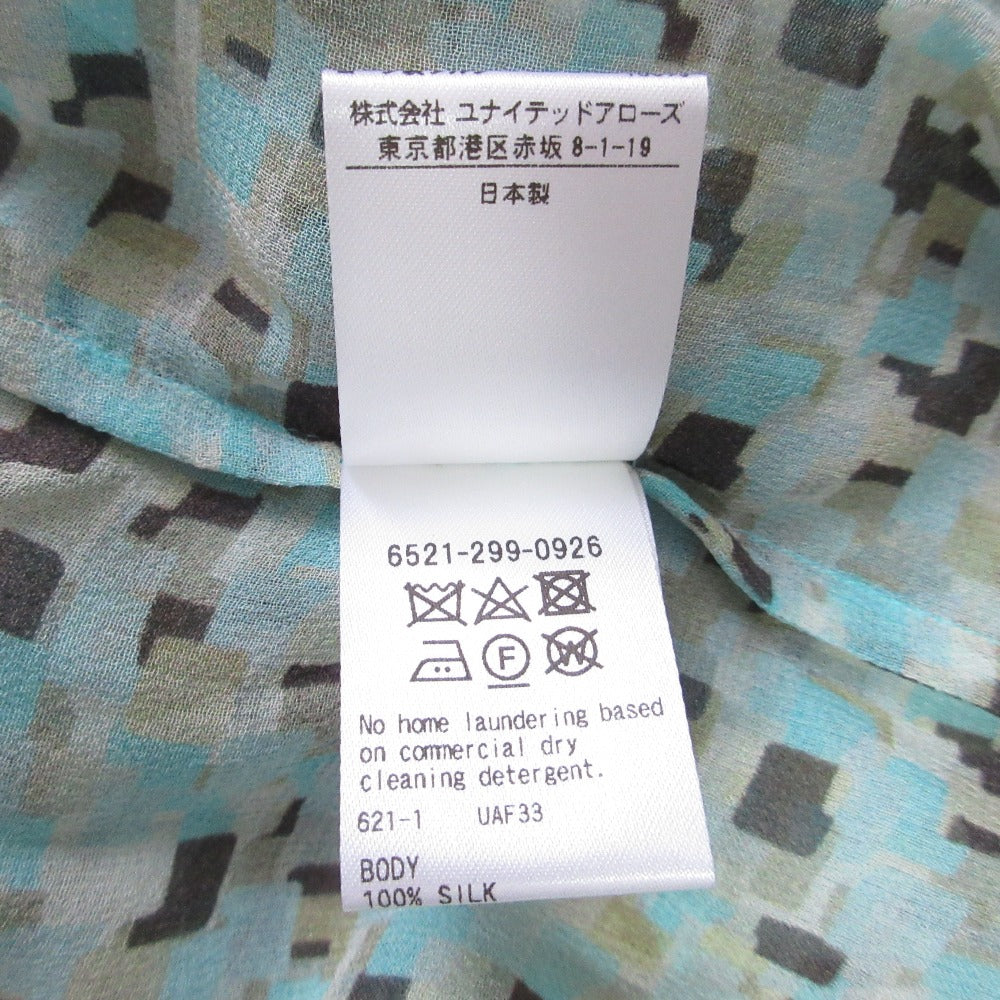 株式会社 ユナイテッドアローズ
東京都港区赤坂 8-1-19
日本製
6521-299-0926
F W
No home laundering based
on commercial dry
cleaning detergent.
621-1 UAF33
BODY
100% SILK